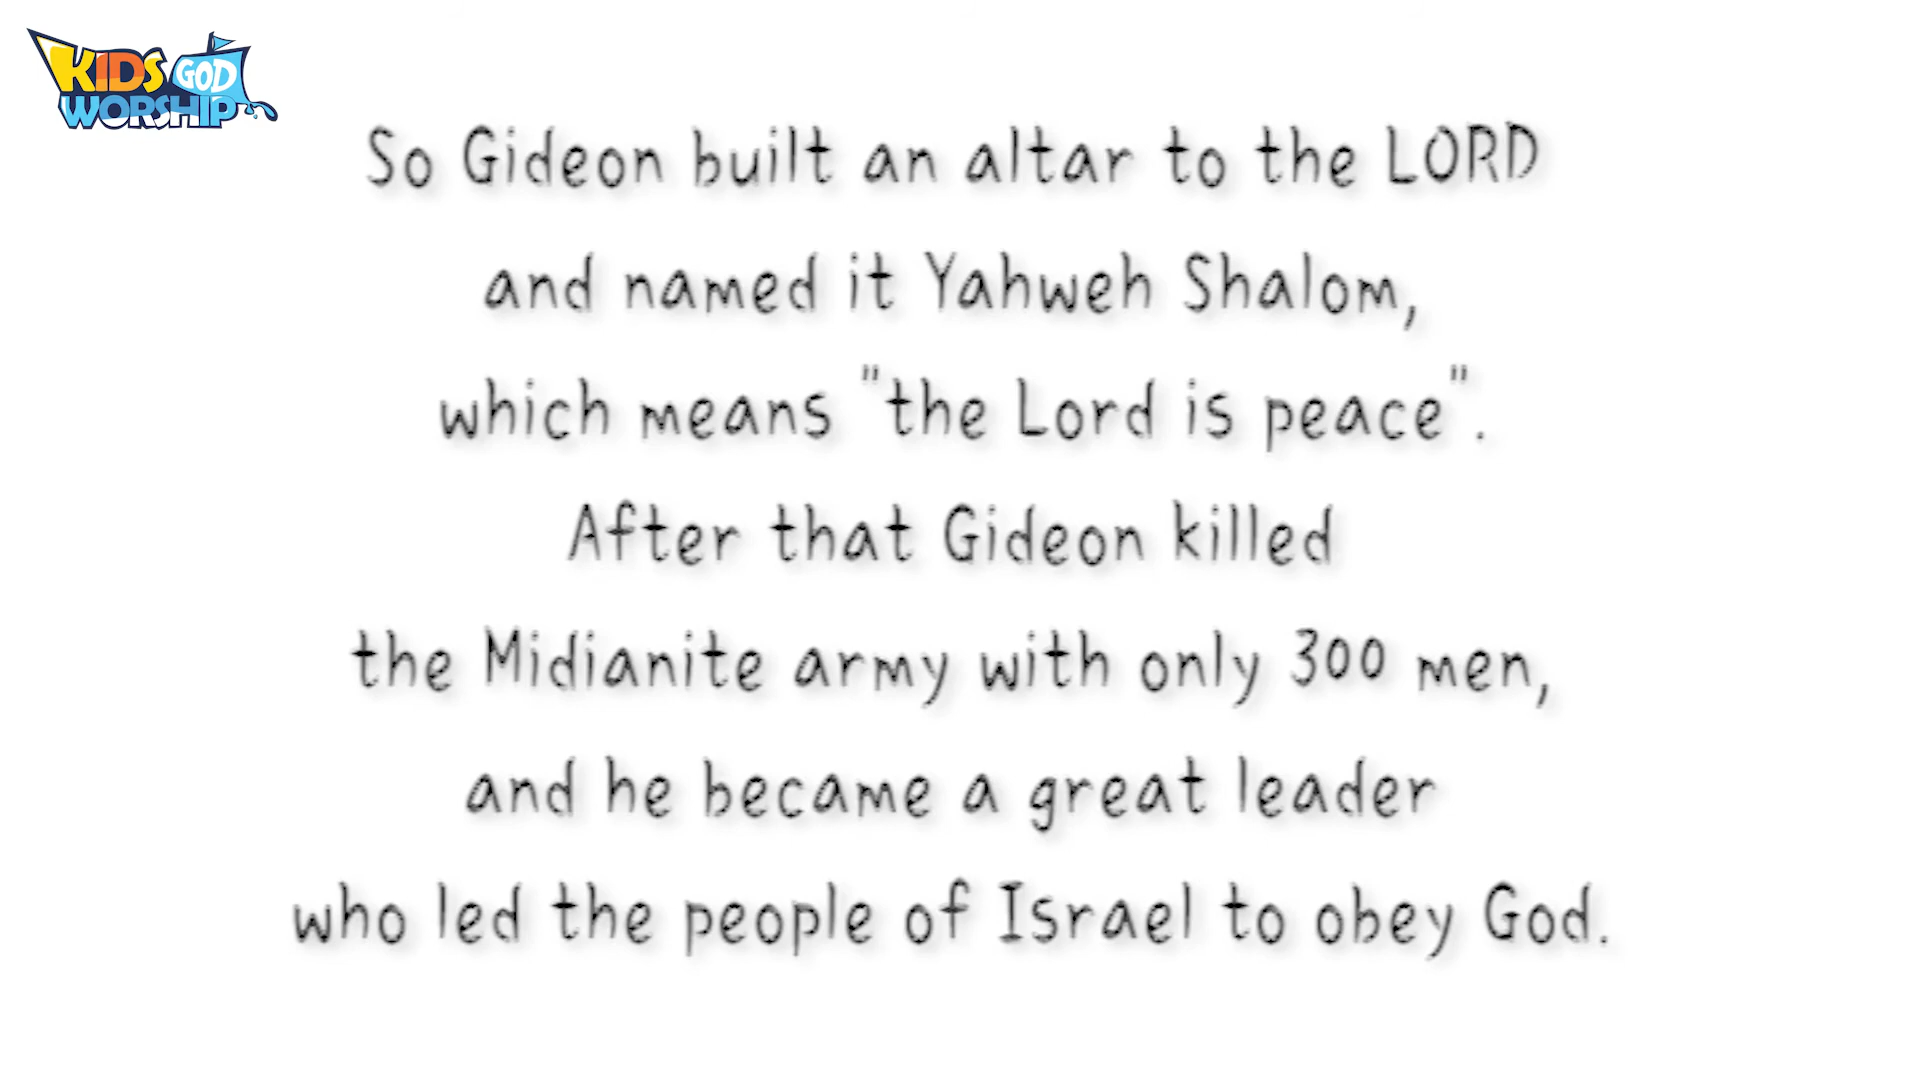 KIDS GOD
WORSHIP
So Gideon built an altar to the LORD
and named it Yahweh Shalom,
which means "the Lord is peace".
After that Gideon killed
the Midianite army with only 300 men,
and he became a great leader
who led the people of Israel to obey God.